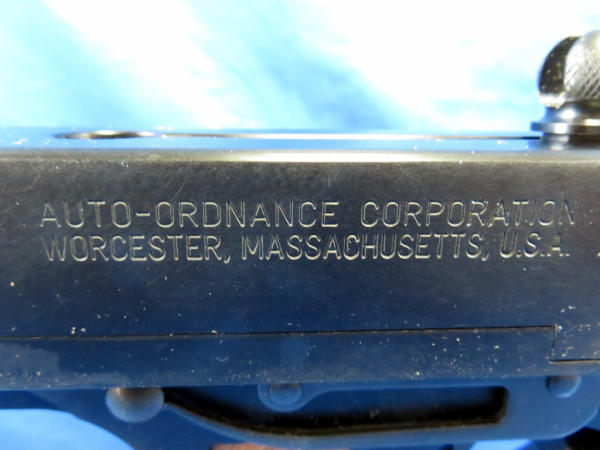 AUTO-ORDNANCE CORPORATION
WORCESTER, MASSACHUSETTS, U.S.A.